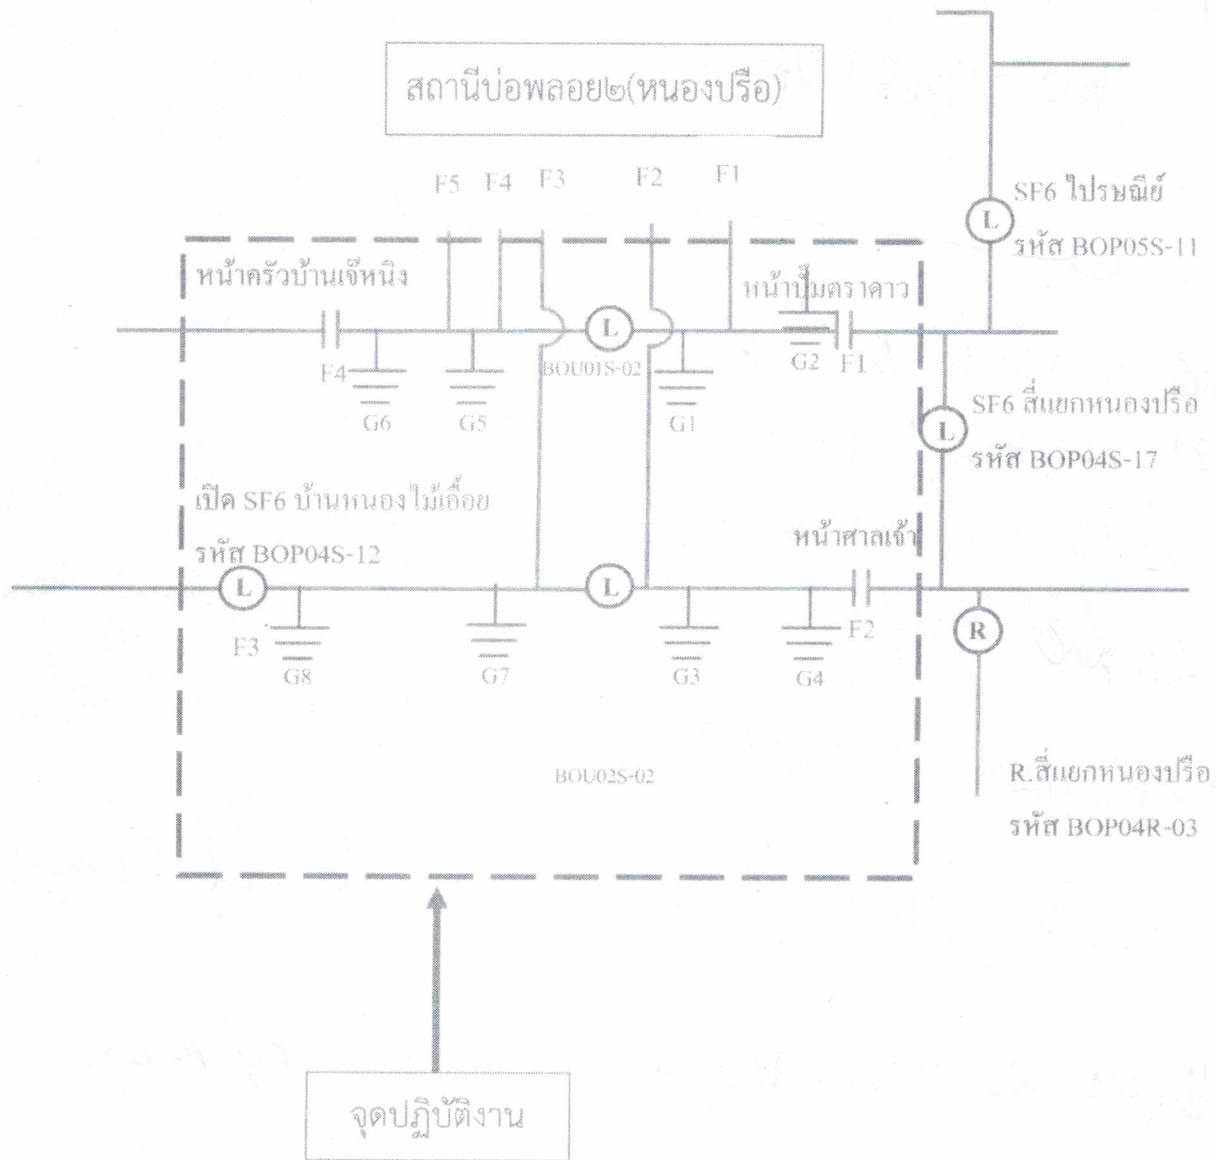 สถานีบ่อพลอย๒(หนองปรือ)
F5 F4 F3 F2 F1
SF6 ไปรษณีย์
รหัส BOP05S-11
L
หน้าครัวบ้านเจ๊หนิง
หน้าปั๊มตราดาว
L
BOU01S-02
F4
G2 F1
G6 G5 G1
SF6 สี่แยกหนองปรือ
รหัส BOP04S-17
L
เปิด SF6 บ้านหนองไม้เอื้อย
รหัส BOP04S-12
หน้าศาลเจ้า
L L
F3
F2
R
G8 G7 G3 G4
BOU02S-02
R.สี่แยกหนองปรือ
รหัส BOP04R-03
จุดปฏิบัติงาน